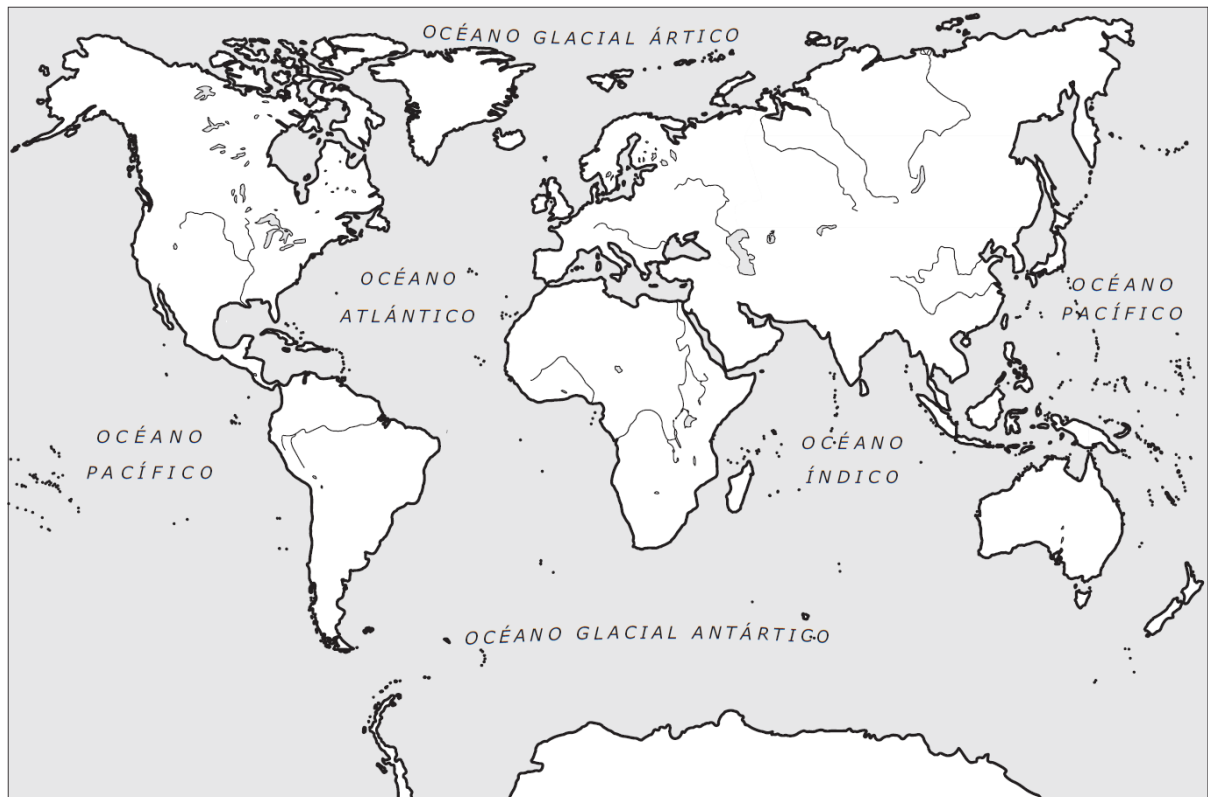 OCÉANO GLACIAL ÁRTICO
OCÉANO
ATLÁNTICO
OCÉANO
PACÍFICO
OCÉANO
PACÍFICO
OCÉANO
ÍNDICO
OCÉANO GLACIAL ANTÁRTICO